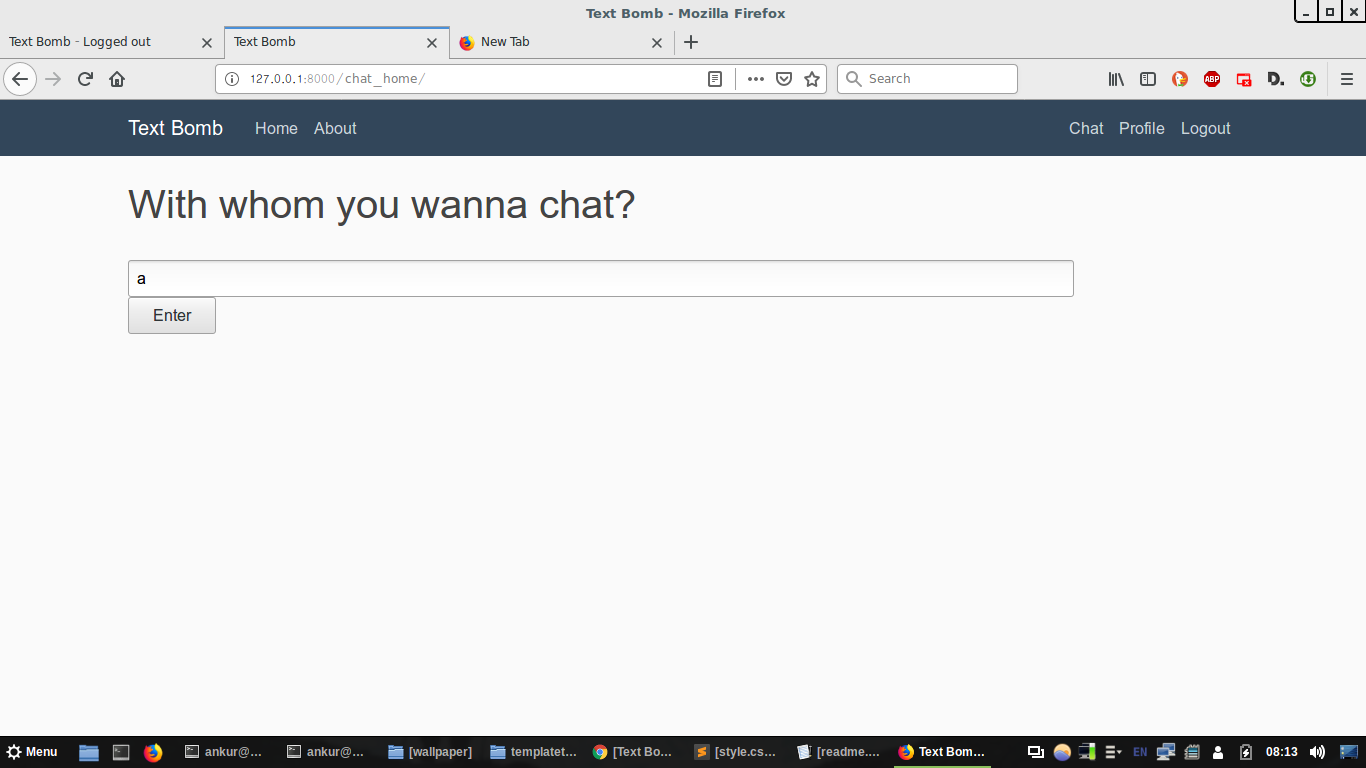 Text Bomb - Mozilla Firefox
Text Bomb - Logged out
Text Bomb
New Tab
127.0.0.1:8000/chat_home/
Search
ABP
D.
Text Bomb
Home
About
Chat
Profile
Logout
With whom you wanna chat?
a
Enter
Menu
ankur@...
ankur@...
[wallpaper]
templatet...
[Text Bo...
[style.cs...
[readme....
Text Bom...
EN
08:13